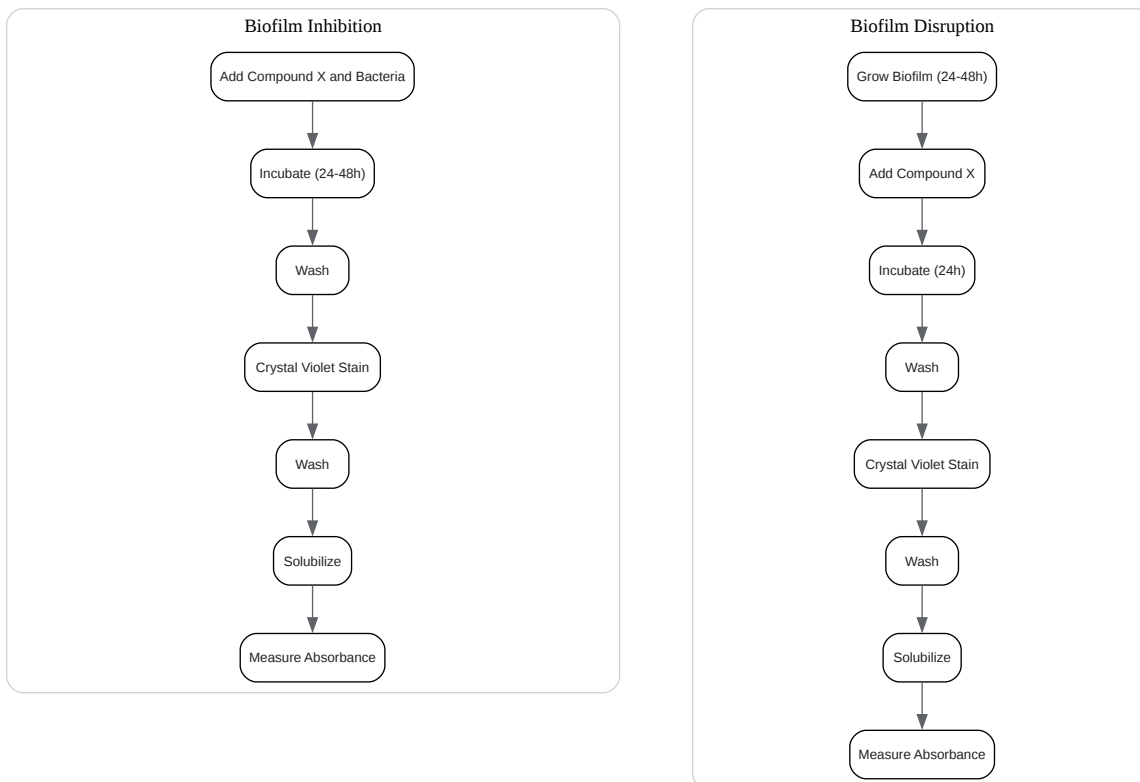 Biofilm Inhibition
Add Compound X and Bacteria
Incubate (24-48h)
Wash
Crystal Violet Stain
Wash
Solubilize
Measure Absorbance
Biofilm Disruption
Grow Biofilm (24-48h)
Add Compound X
Incubate (24h)
Wash
Crystal Violet Stain
Wash
Solubilize
Measure Absorbance